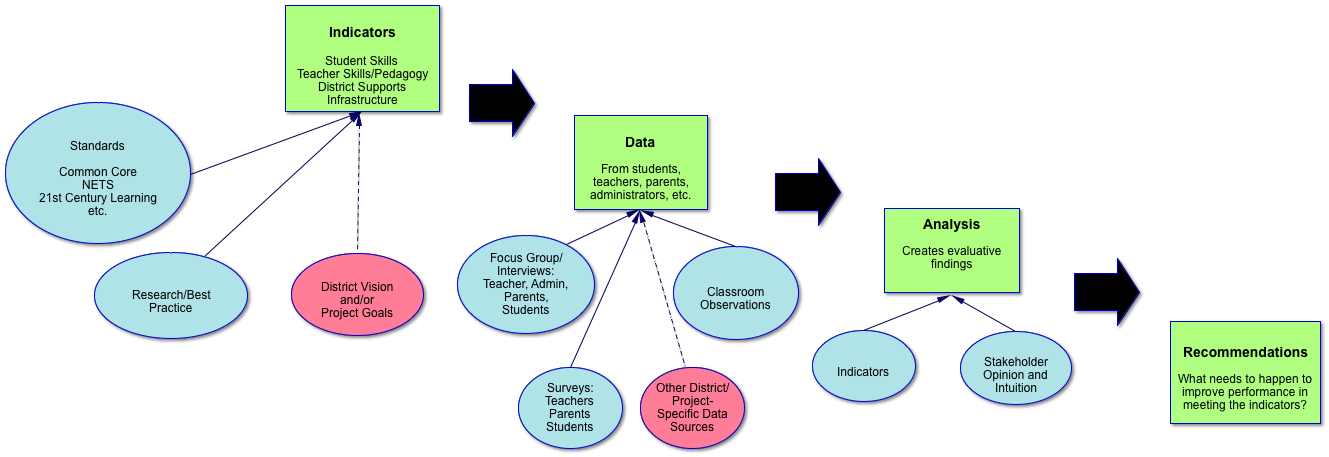 Indicators
Student Skills
Teacher Skills/Pedagogy
District Supports
Infrastructure
Standards
Common Core
NETS
21st Century Learning
etc.
Research/Best
Practice
District Vision
and/or
Project Goals
Data
From students,
teachers, parents,
administrators, etc.
Focus Group/
Interviews:
Teacher, Admin,
Parents,
Students
Classroom
Observations
Surveys:
Teachers
Parents
Students
Other District/
Project-
Specific Data
Sources
Analysis
Creates evaluative
findings
Indicators
Stakeholder
Opinion and
Intuition
Recommendations
What needs to happen to
improve performance in
meeting the indicators?